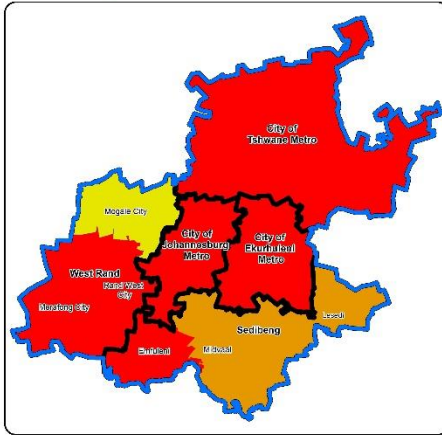 City of
Tshwane Metro
Mogale City
City of
Johannesburg
Metro
City of
Ekurhuleni
Metro
West Rand
Rand West
City
Merafong City
Sedibeng
Lesedi
Emfuleni
Midvaal